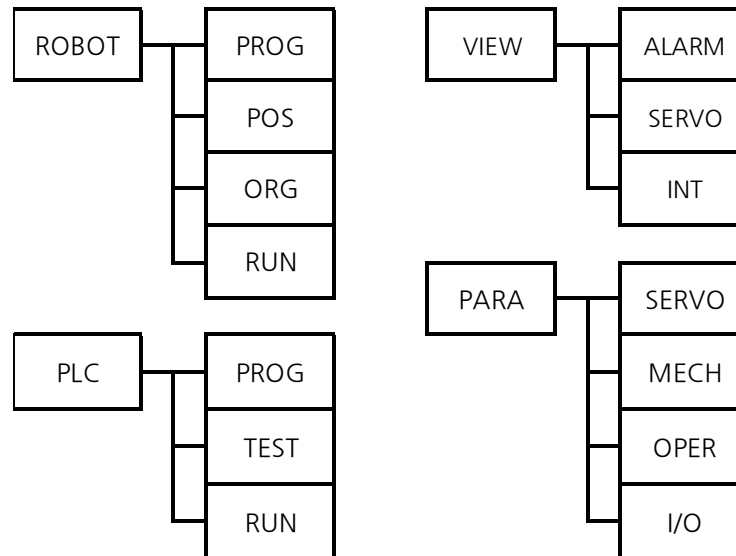 ROBOT
PROG
POS
ORG
RUN
PLC
PROG
TEST
RUN
VIEW
ALARM
SERVO
INT
PARA
SERVO
MECH
OPER
I/O